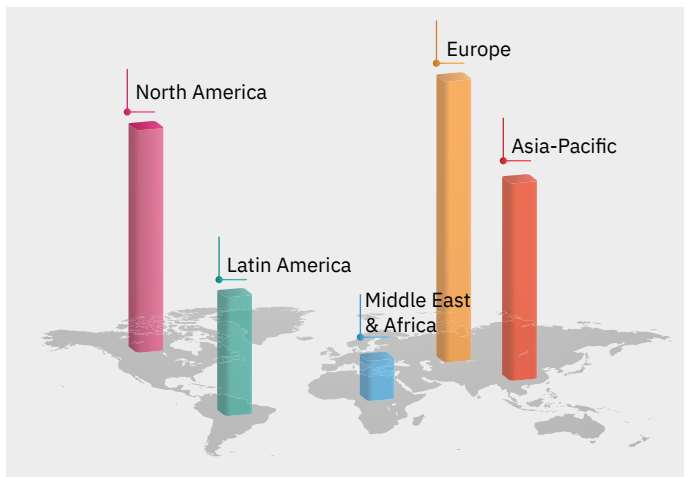 Europe
North America
Asia-Pacific
Latin America
Middle East
& Africa